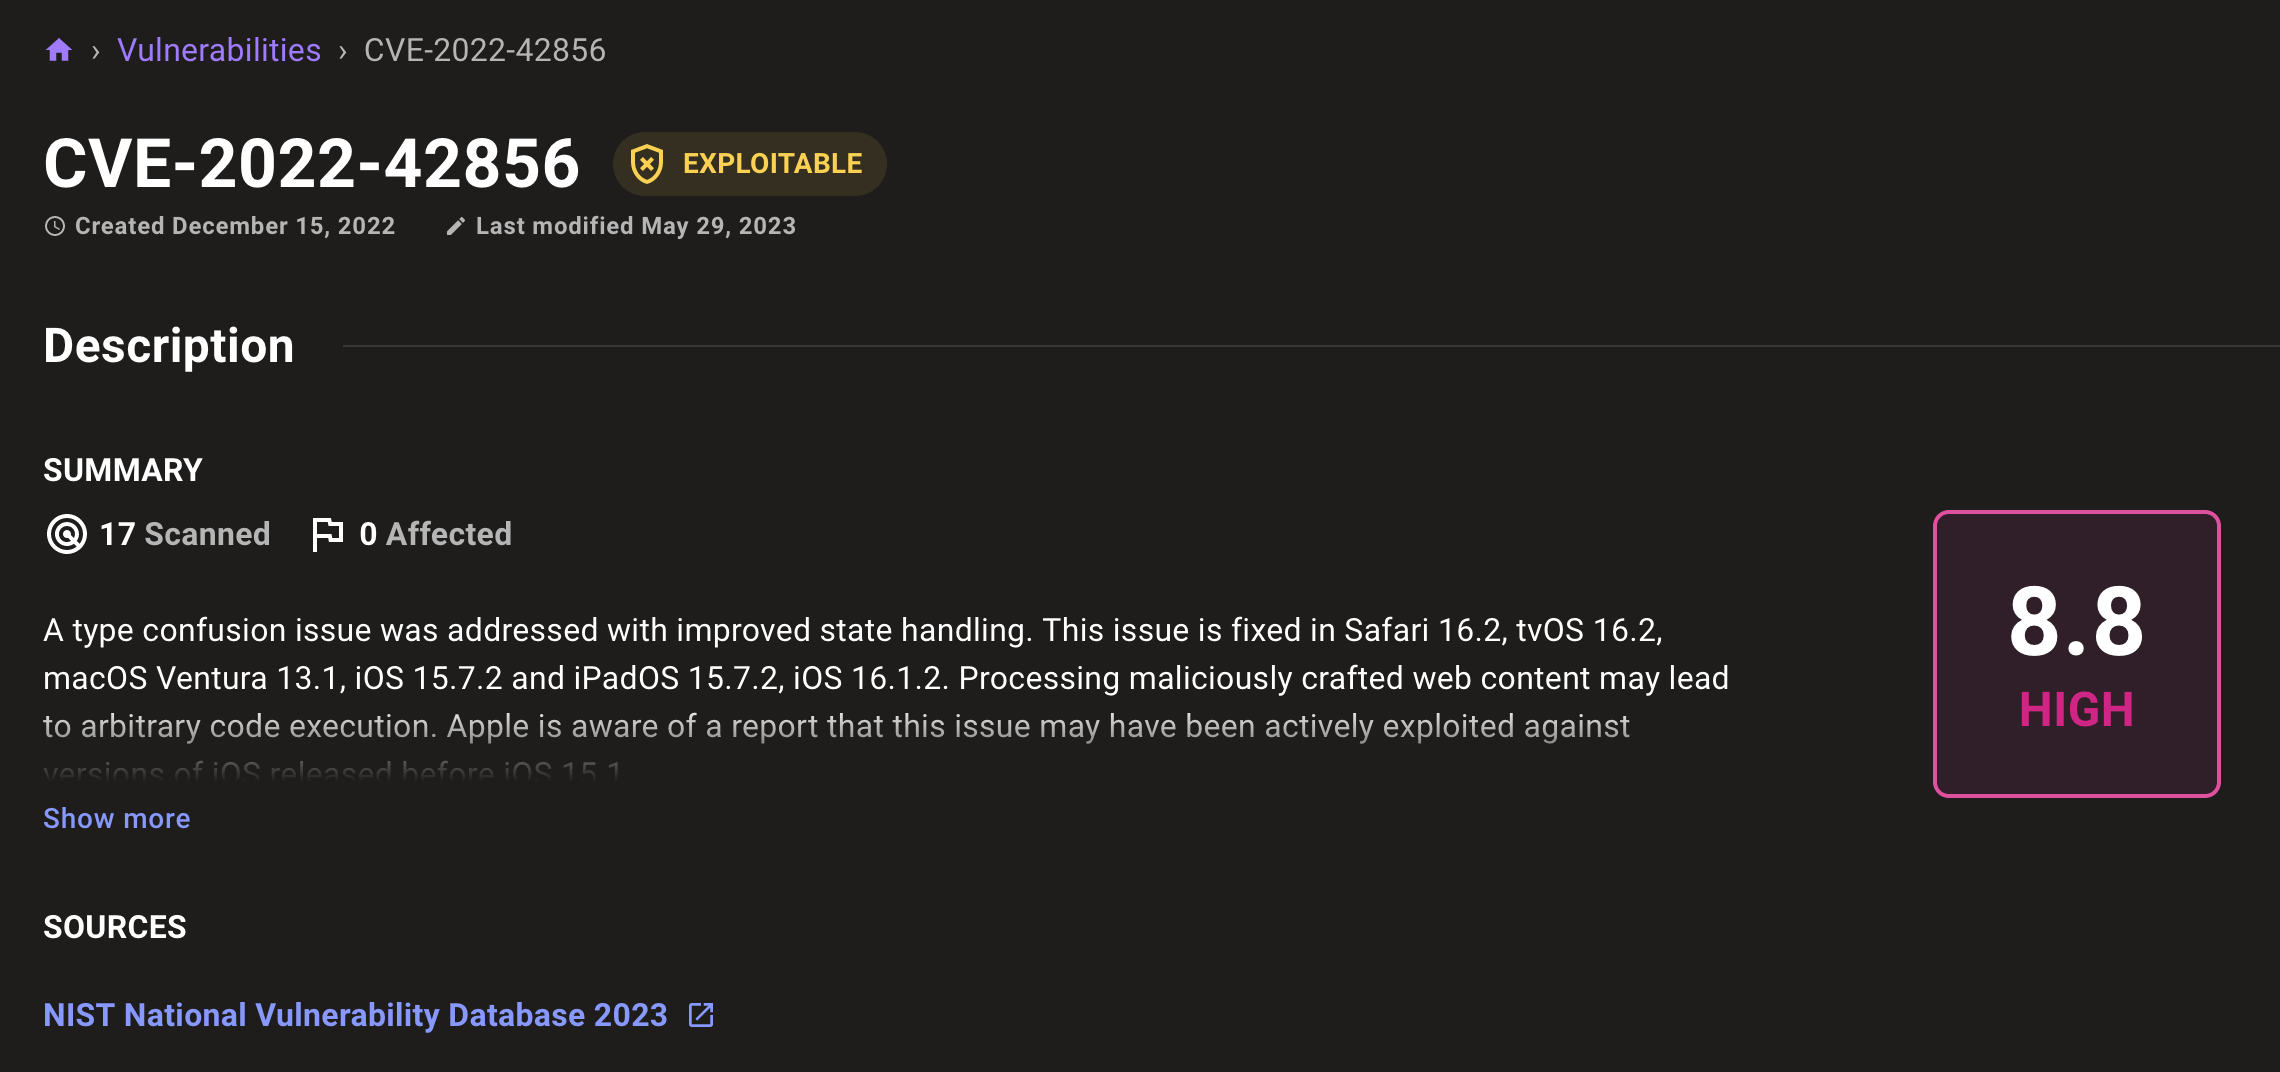 › Vulnerabilities › CVE-2022-42856
CVE-2022-42856 EXPLOITABLE
Created December 15, 2022 Last modified May 29, 2023
Description
SUMMARY
17 Scanned 0 Affected
A type confusion issue was addressed with improved state handling. This issue is fixed in Safari 16.2, tvOS 16.2,
macOS Ventura 13.1, iOS 15.7.2 and iPadOS 15.7.2, iOS 16.1.2. Processing maliciously crafted web content may lead
to arbitrary code execution. Apple is aware of a report that this issue may have been actively exploited against
versions of iOS released before iOS 15.1
8.8
HIGH
Show more
SOURCES
NIST National Vulnerability Database 2023